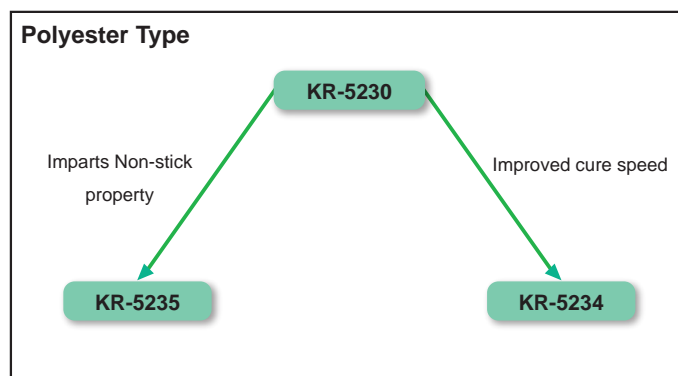 Polyester Type
KR-5230
Imparts Non-stick
property
Improved cure speed
KR-5235
KR-5234